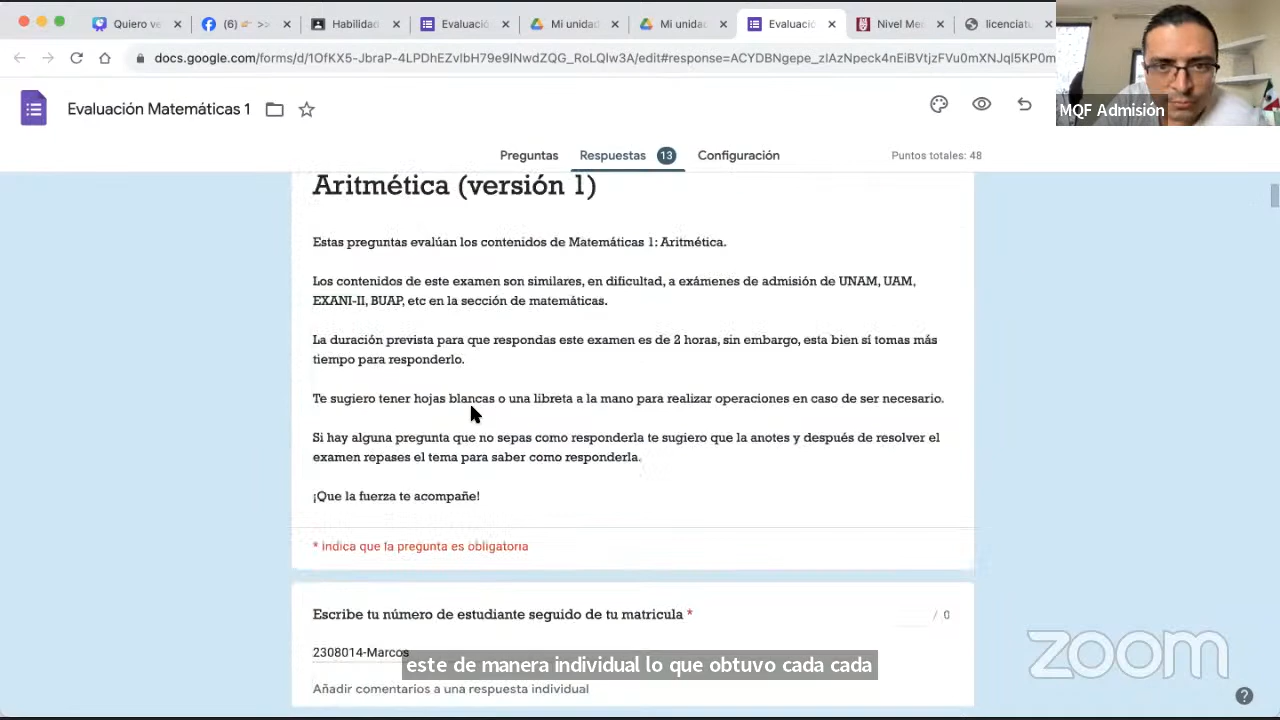 Quiero ve
(6) 👉 >>
Habilidad
Evaluació
Mi unidad
Mi unidad
Evaluació
Nivel Me
licenciatu
docs.google.com/forms/d/
Evaluación Matemáticas 1
MQF Admisión
Preguntas
Respuestas 13
Configuración
Puntos totales: 48
Aritmética (versión 1)
Estas preguntas evalúan los contenidos de Matemáticas 1: Aritmética.
Los contenidos de este examen son similares, en dificultad, a exámenes de admisión de UNAM, UAM,
EXANI-II, BUAP, etc en la sección de matemáticas.
La duración prevista para que respondas este examen es de 2 horas, sin embargo, esta bien sí tomas más
tiempo para responderlo.
Te sugiero tener hojas blancas o una libreta a la mano para realizar operaciones en caso de ser necesario.
Si hay alguna pregunta que no sepas como responderla te sugiero que la anotes y después de resolver el
examen repases el tema para saber como responderla.
¡Que la fuerza te acompañe!
* Indica que la pregunta es obligatoria
Escribe tu número de estudiante seguido de tu matricula *
/ 0
2308014-Marcos
este de manera individual lo que obtuvo cada cada
Añadir comentarios a una respuesta individual
zoom